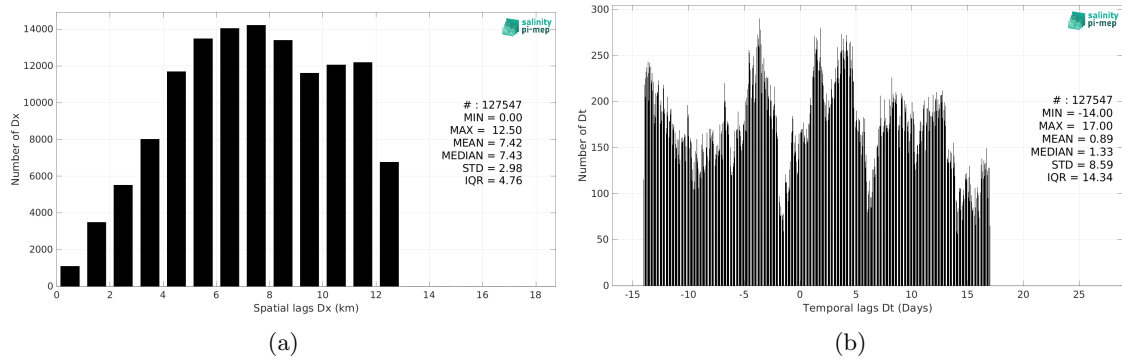 salinity
pi-mep
14000
12000
10000
8000
6000
4000
2000
0
Number of Dx
# : 127547
MIN = 0.00
MAX = 12.50
MEAN = 7.42
MEDIAN = 7.43
STD = 2.98
IQR = 4.76
0 2 4 6 8 10 12 14 16 18
Spatial lags Dx (km)
(a)
salinity
pi-mep
300
250
200
150
100
50
0
Number of Dt
# : 127547
MIN = -14.00
MAX = 17.00
MEAN = 0.89
MEDIAN = 1.33
STD = 8.59
IQR = 14.34
-15 -10 -5 0 5 10 15 20 25
Temporal lags Dt (Days)
(b)